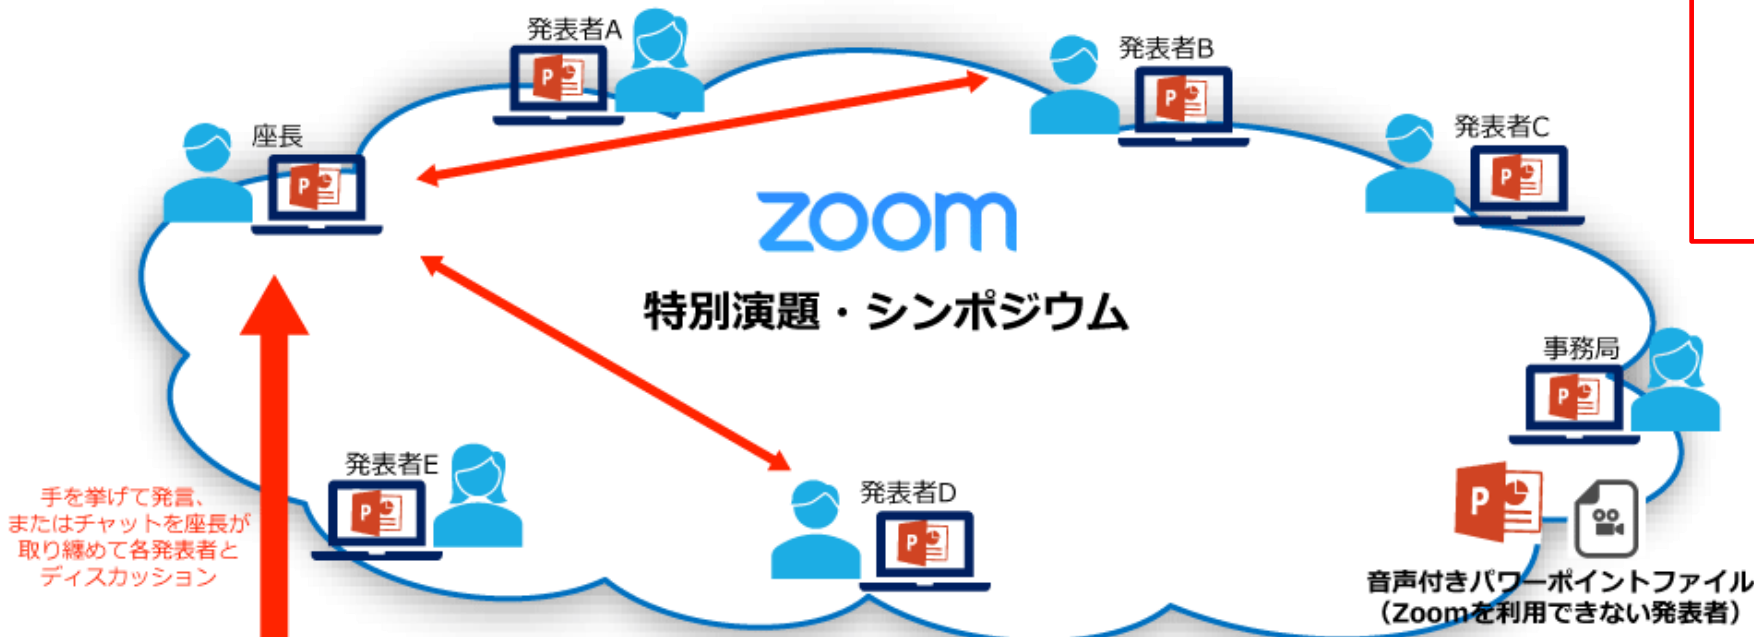 発表者A
発表者B
座長
発表者C
zoom
特別演題・シンポジウム
事務局
発表者E
発表者D
手を挙げて発言、
またはチャットを座長が
取り纏めて各発表者と
ディスカッション
音声付きパワーポイントファイル
（Zoomを利用できない発表者）
P
P
P
P
P
P
P
P